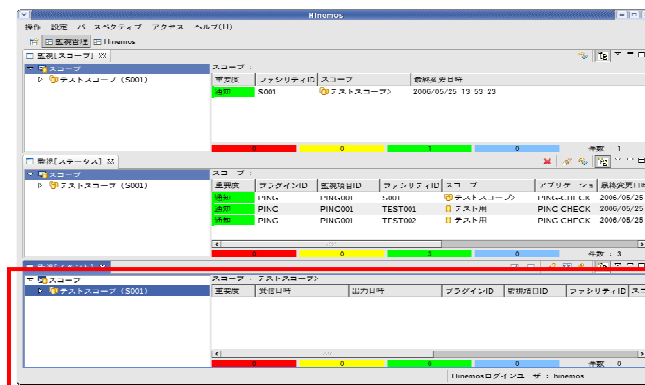 Hinemos
操作 設定 パースペクティブ アクセス ヘルプ(H)
監視管理 Hinemos
監視[スコープ]
スコープ スコープ :
テストスコープ (S001) 重要度 ファシリティID スコープ 最終変更日時
通知 S001 テストスコープ> 2006/05/25 13 53 23
0 0 1 0 件数 1
監視[ステータス]
スコープ スコープ :
テストスコープ (S001) 重要度 プラグインID 監視項目ID ファシリティID スコープ アプリケーション 最終変更日時
通知 PING PING001 S001 テストスコープ> PING-CHECK 2006/05/25
通知 PING PING001 TEST001 テスト用 PING CHECK 2006/05/25
通知 PING PING001 TEST002 テスト用 PING CHECK 2006/05/25
0 0 3 0 件数 : 3
監視[イベント]
スコープ スコープ : テストスコープ>
テストスコープ (S001) 重要度 受信日時 出力日時 プラグインID 監視項目ID ファシリティID スコ
0 0 0 0 件数 0
Hinemosログインユーザ : hinemos